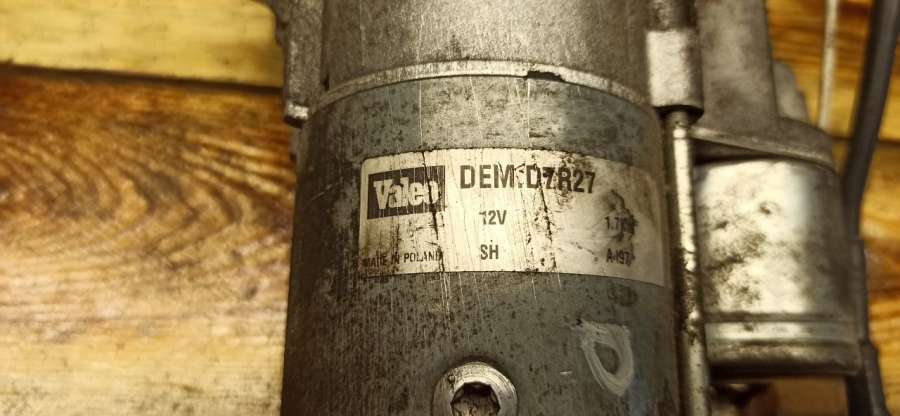 Valeo
DEM.D7R27
12V
MADE IN POLAND
SH